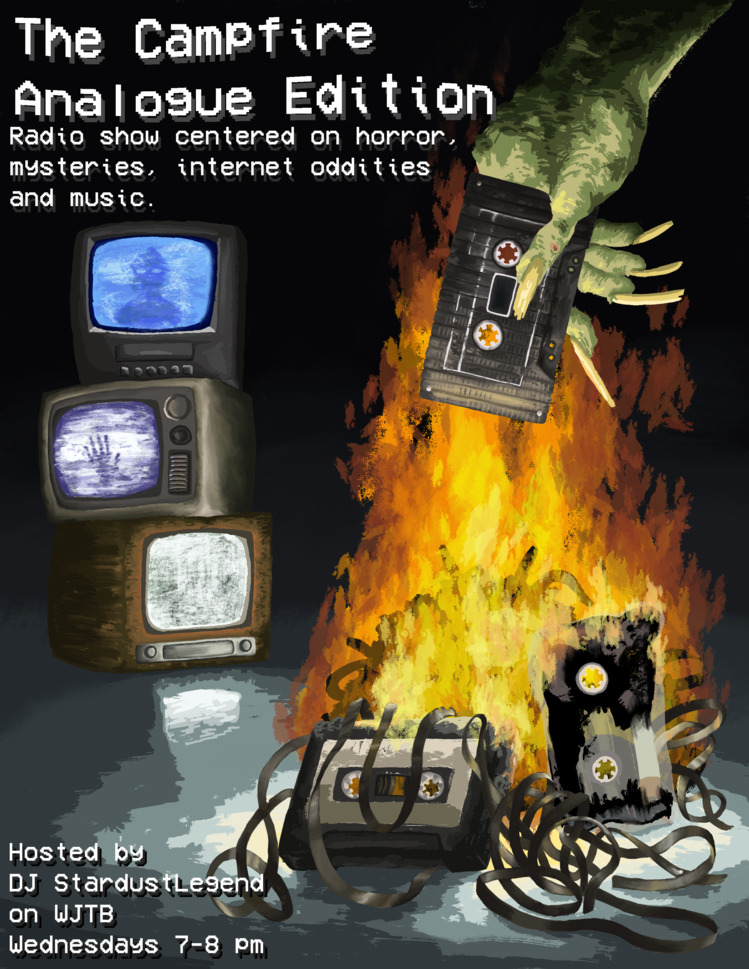 The Campfire
Analogue Edition
Radio show centered on horror,
mysteries, internet oddities
and music.
Hosted by
DJ StardustLegend
on WJTB
Wednesdays 7-8 pm